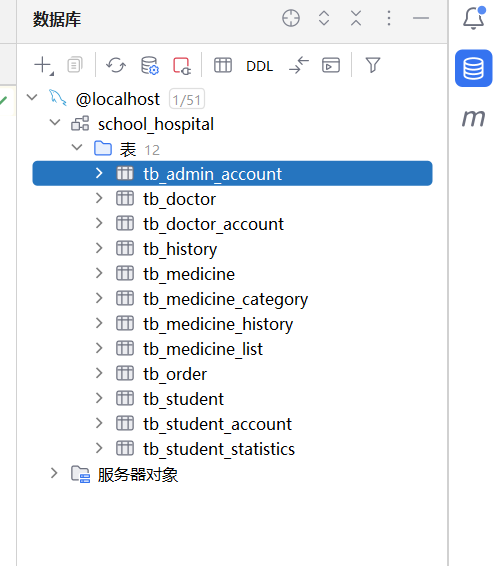 数据库
DDL
@localhost 1/51
school_hospital
表 12
tb_admin_account
tb_doctor
tb_doctor_account
tb_history
tb_medicine
tb_medicine_category
tb_medicine_history
tb_medicine_list
tb_order
tb_student
tb_student_account
tb_student_statistics
服务器对象
m